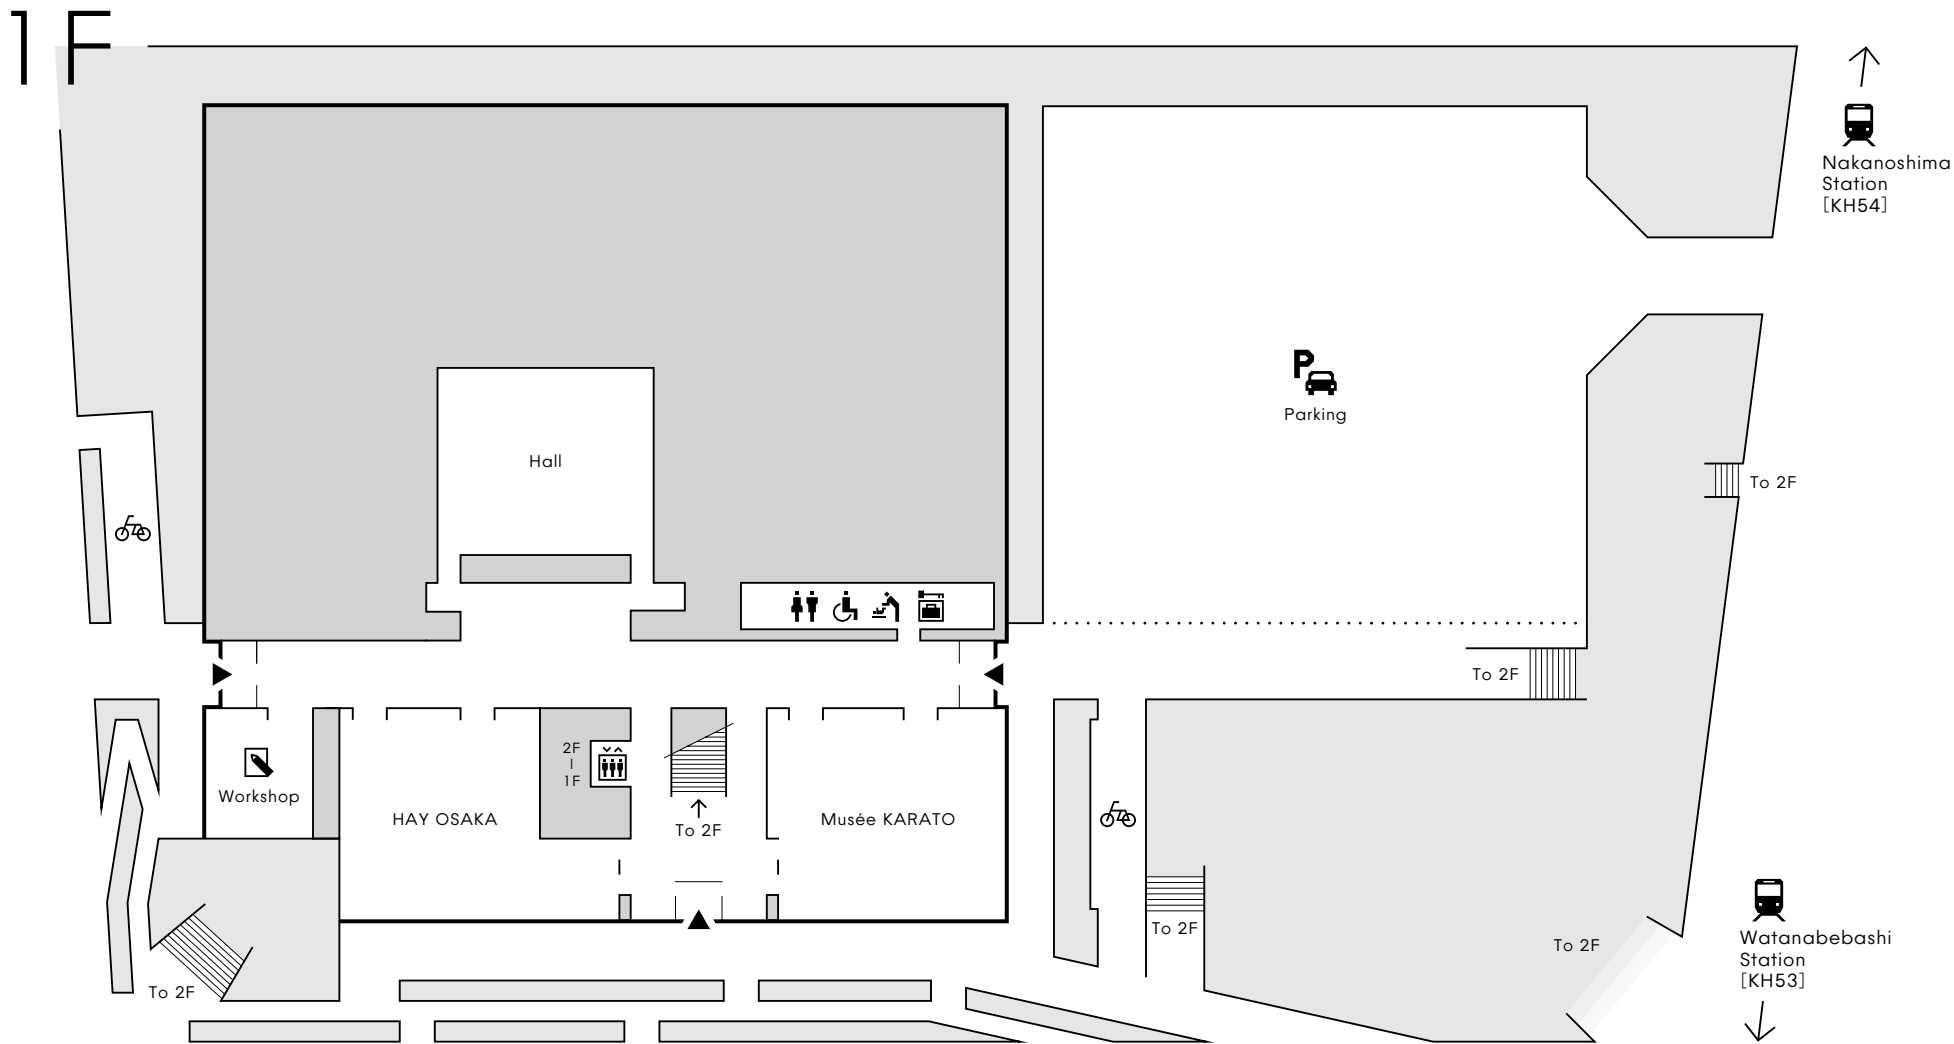 1F
Nakanoshima
Station
[KH54]
P
Parking
Hall
To 2F
To 2F
2F
1F
Workshop
HAY OSAKA
Musée KARATO
To 2F
To 2F
To 2F
Watanabebashi
Station
[KH53]
To 2F